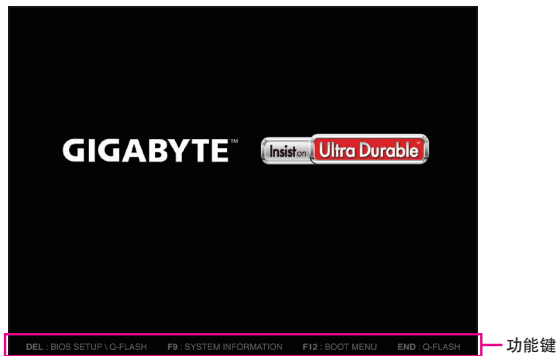 GIGABYTE™
Insist on Ultra Durable™
DEL : BIOS SETUP \ Q-FLASH F9 : SYSTEM INFORMATION F12 : BOOT MENU END : Q-FLASH
功能键